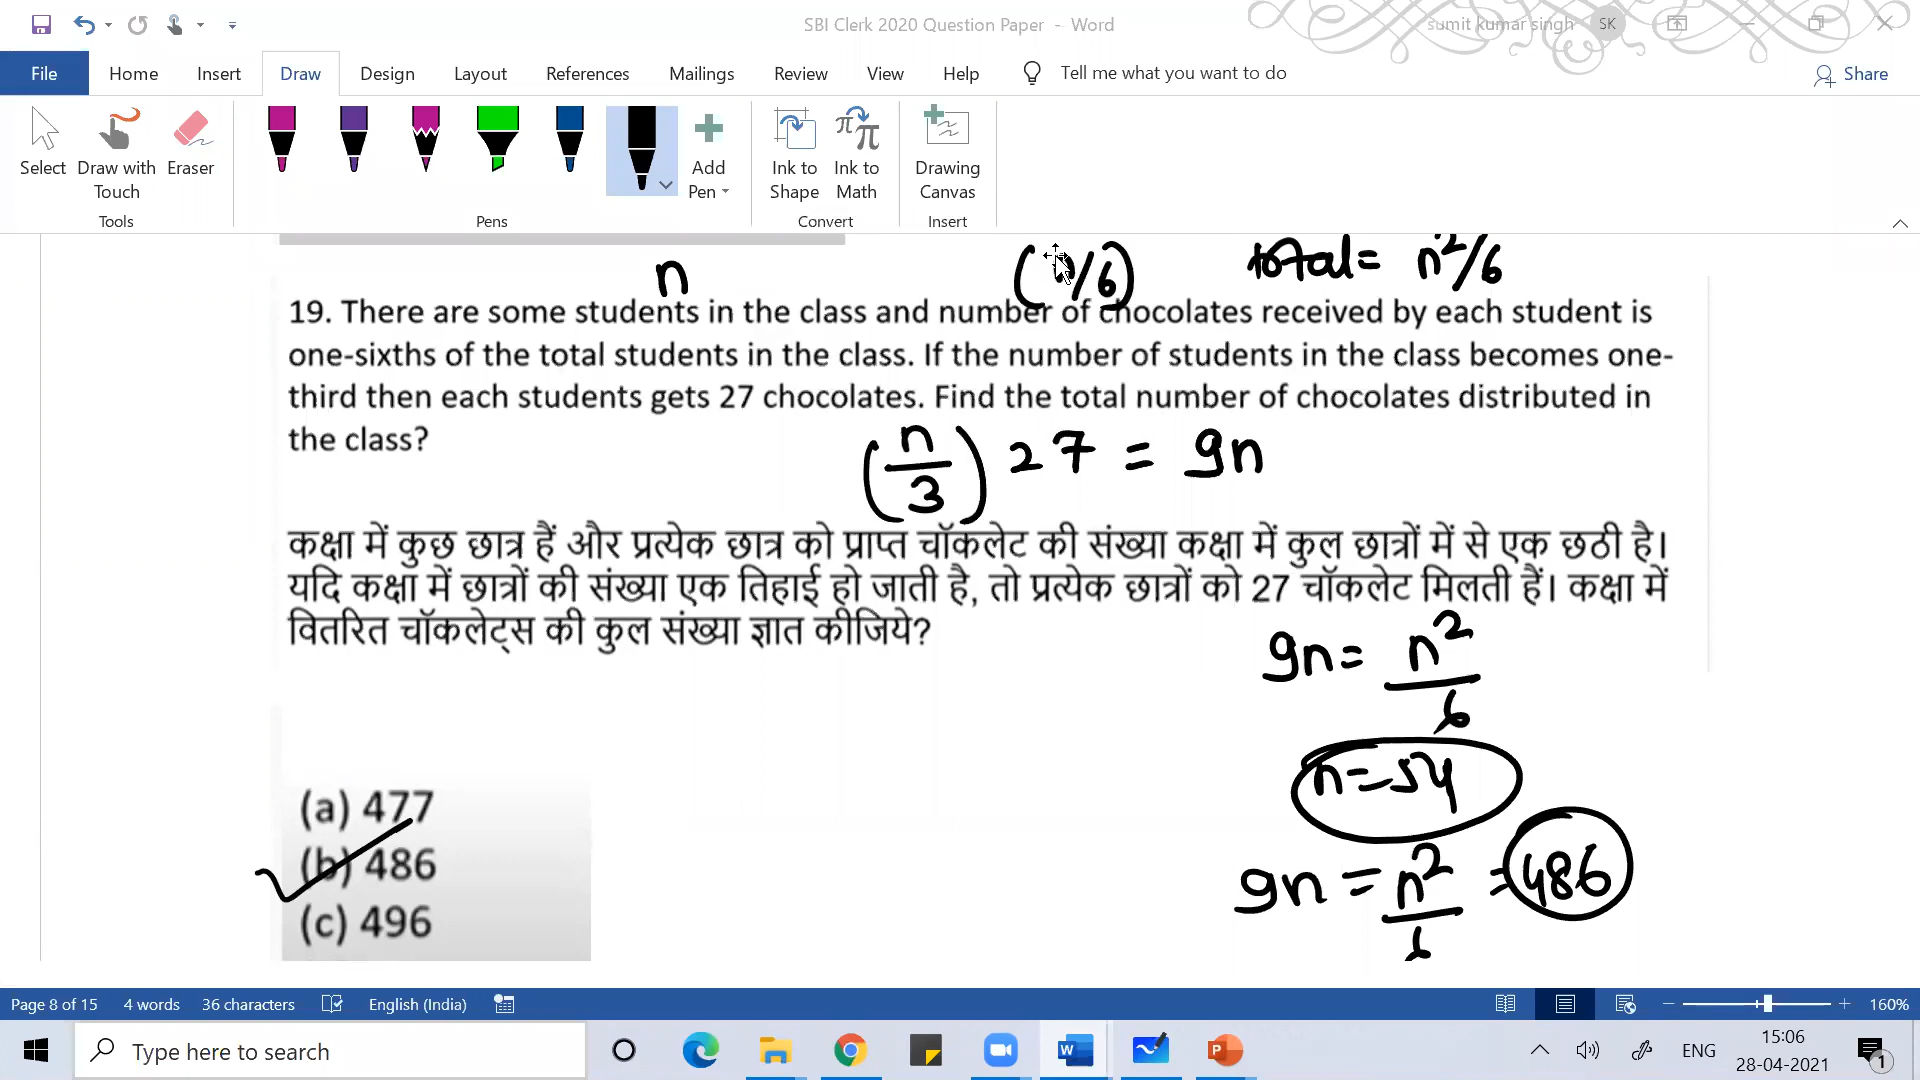 SBI Clerk 2020 Question Paper - Word
sumit kumar singh SK
File Home Insert Draw Design Layout References Mailings Review View Help Tell me what you want to do Share
Select Draw with Touch Eraser Add Pen Ink to Shape Ink to Math Drawing Canvas
Tools Pens Convert Insert
n (n/6) total = n²/6
19. There are some students in the class and number of chocolates received by each student is
one-sixths of the total students in the class. If the number of students in the class becomes one-
third then each students gets 27 chocolates. Find the total number of chocolates distributed in
the class?
(n/3) 27 = 9n
कक्षा में कुछ छात्र हैं और प्रत्येक छात्र को प्राप्त चॉकलेट की संख्या कक्षा में कुल छात्रों में से एक छठी है।
यदि कक्षा में छात्रों की संख्या एक तिहाई हो जाती है, तो प्रत्येक छात्रों को 27 चॉकलेट मिलती हैं। कक्षा में
वितरित चॉकलेट्स की कुल संख्या ज्ञात कीजिये?
9n = n²/6
n = 54
(a) 477
(b) 486
9n = n²/6 = 486
(c) 496
Page 8 of 15 4 words 36 characters English (India) 160%
Type here to search
ENG 15:06
28-04-2021 1